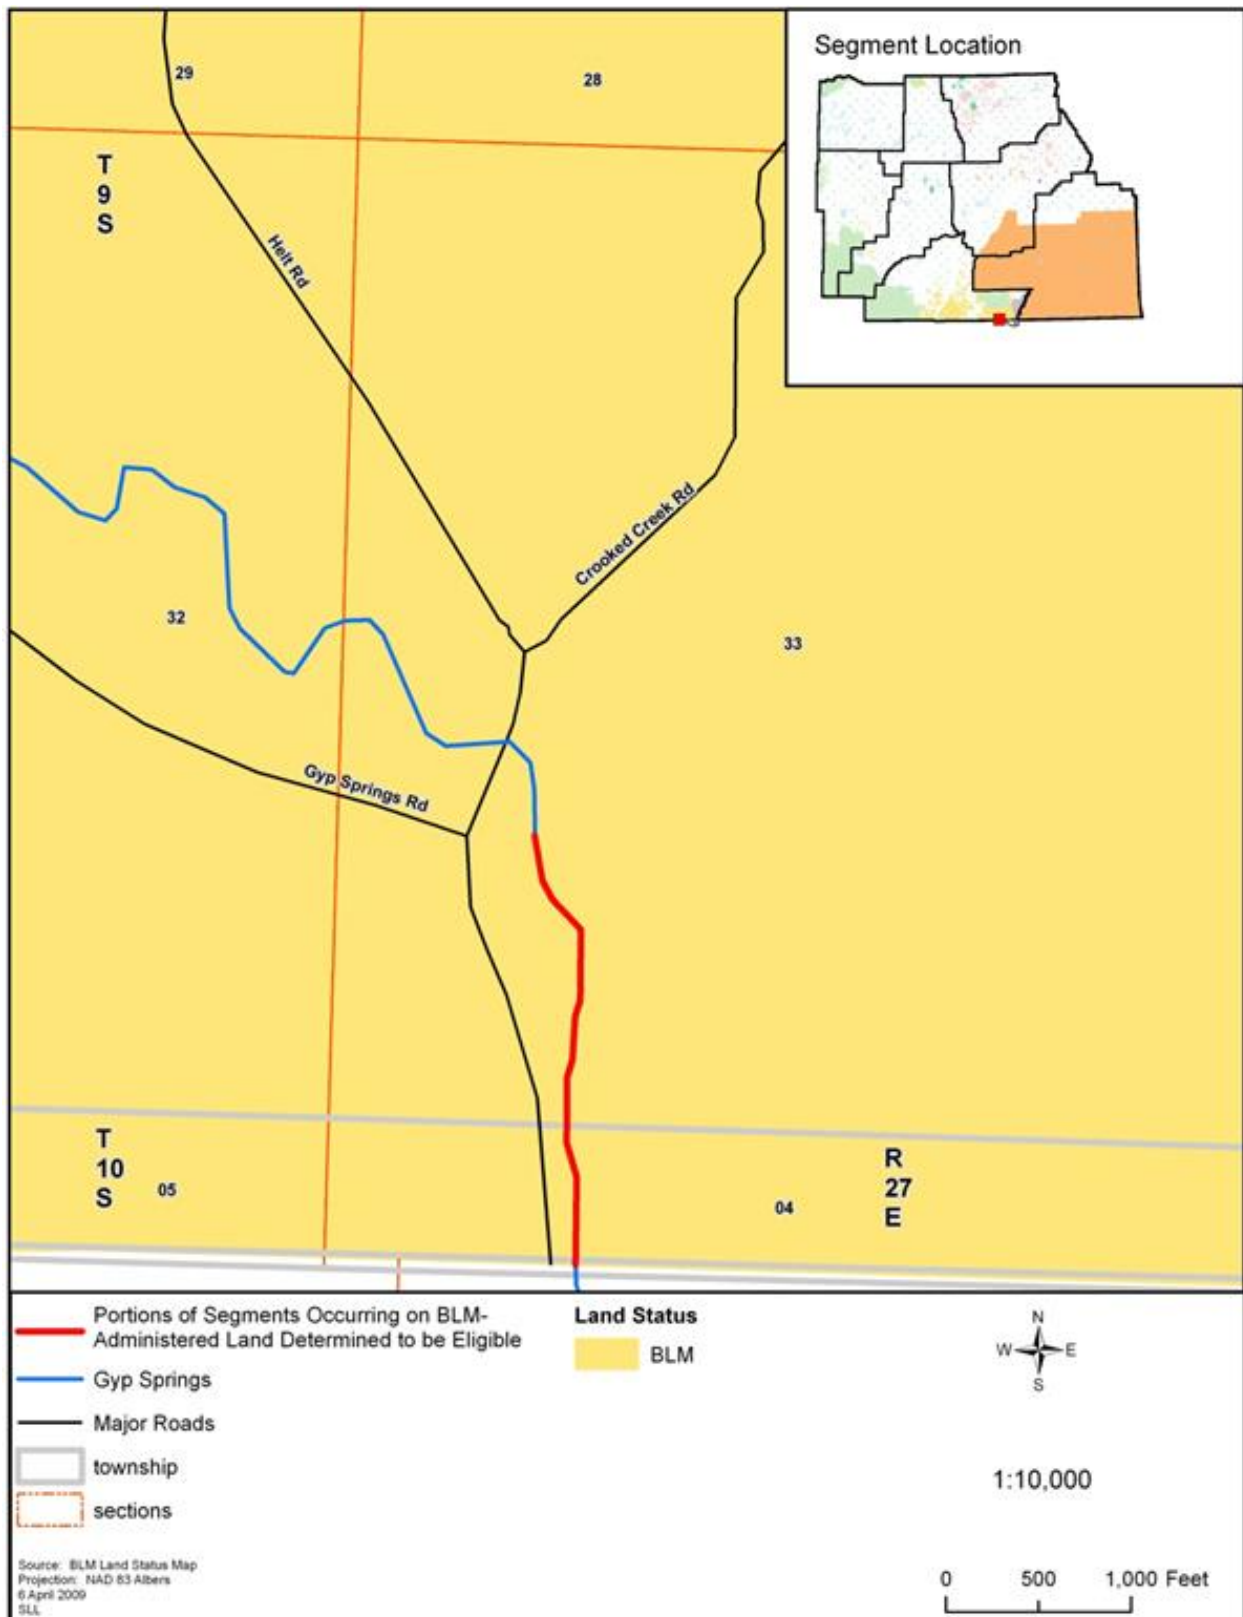 Segment Location
29
28
T
9
S
Helt Rd
Crooked Creek Rd
32
33
Gyp Springs Rd
T
10
S
05
04
R
27
E
Portions of Segments Occurring on BLM-
Administered Land Determined to be Eligible
Gyp Springs
Major Roads
township
sections
Land Status
BLM
N
W E
S
1:10,000
Source: BLM Land Status Map
Projection: NAD 83 Albers
6 April 2009
SLL
0 500 1,000 Feet